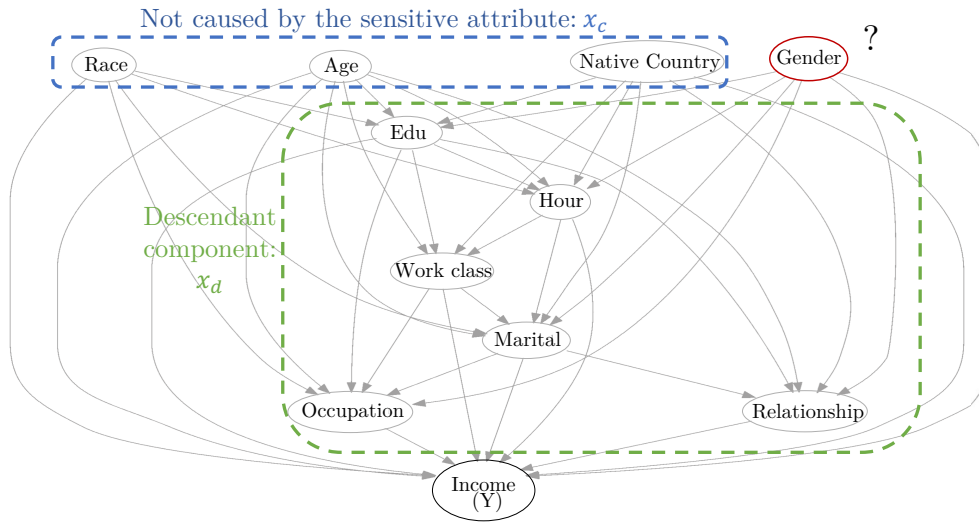 Not caused by the sensitive attribute: x_c
?
Race
Age
Native Country
Gender
Edu
Hour
Descendant
component:
x_d
Work class
Marital
Occupation
Relationship
Income
(Y)